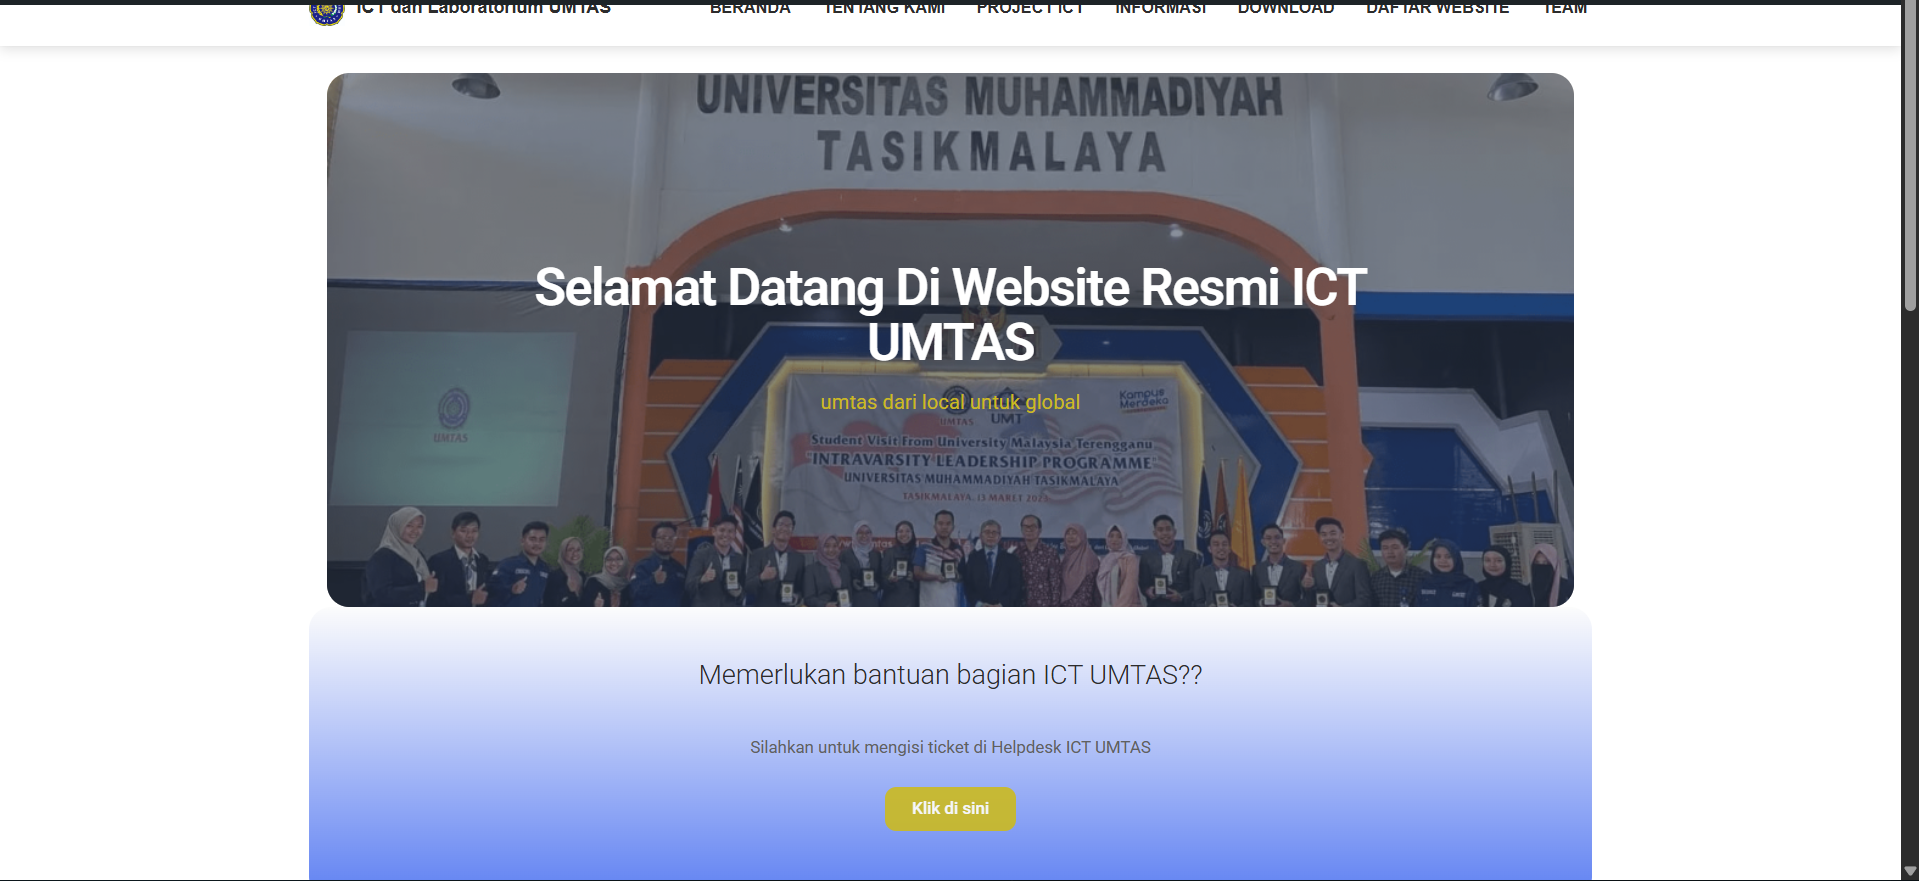 ICT dan Laboratorium UMTAS
BERANDA TENTANG KAMI PROJECT ICT INFORMASI DOWNLOAD DAFTAR WEBSITE TEAM
UNIVERSITAS MUHAMMADIYAH
TASIKMALAYA
Selamat Datang Di Website Resmi ICT
UMTAS
umtas dari local untuk global
Kampus
Merdeka
UMTAS UMT
UMTAS
Student Visit From University Malaysia Terengganu
"INTRAVARSITY LEADERSHIP PROGRAMME"
UNIVERSITAS MUHAMMADIYAH TASIKMALAYA
TASIKMALAYA, 13 MARET
Memerlukan bantuan bagian ICT UMTAS??
Silahkan untuk mengisi ticket di Helpdesk ICT UMTAS
Klik di sini